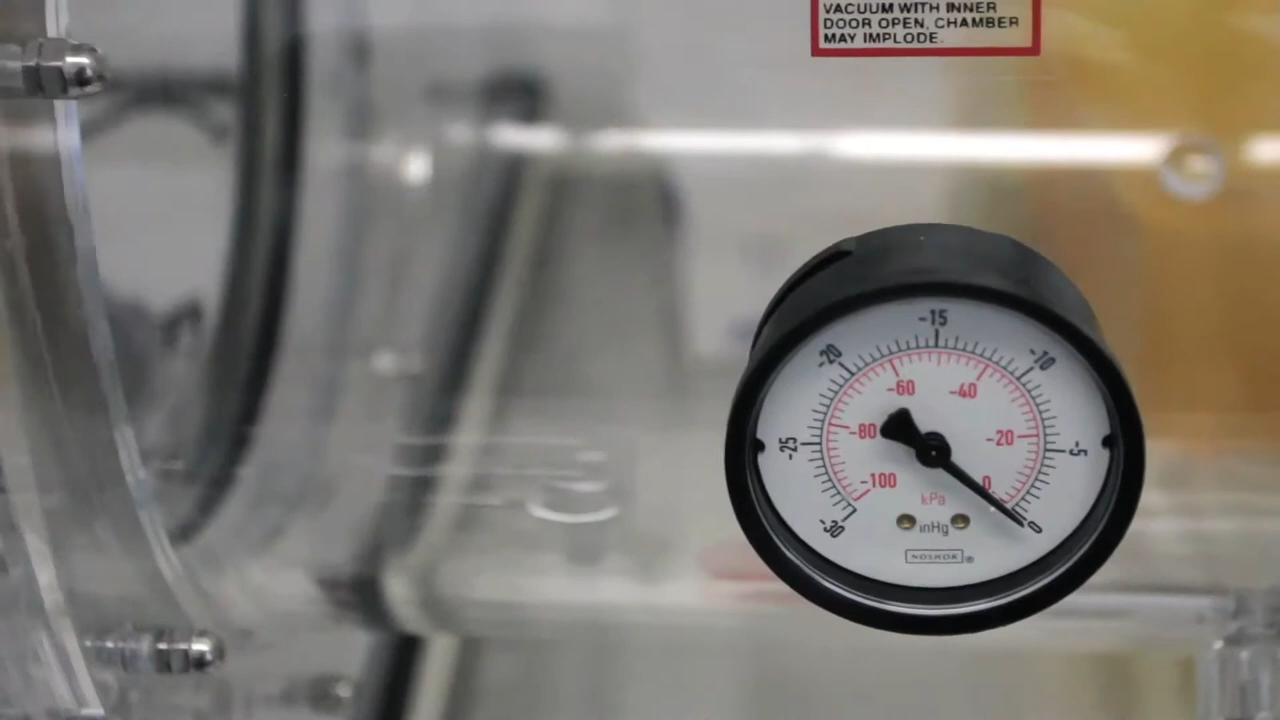 VACUUM WITH INNER
DOOR OPEN, CHAMBER
MAY IMPLODE.
-15
-20
-10
-60
-40
-80
-20
-25
-5
-100
0
kPa
-30
inHg
0
NOSHOK ®